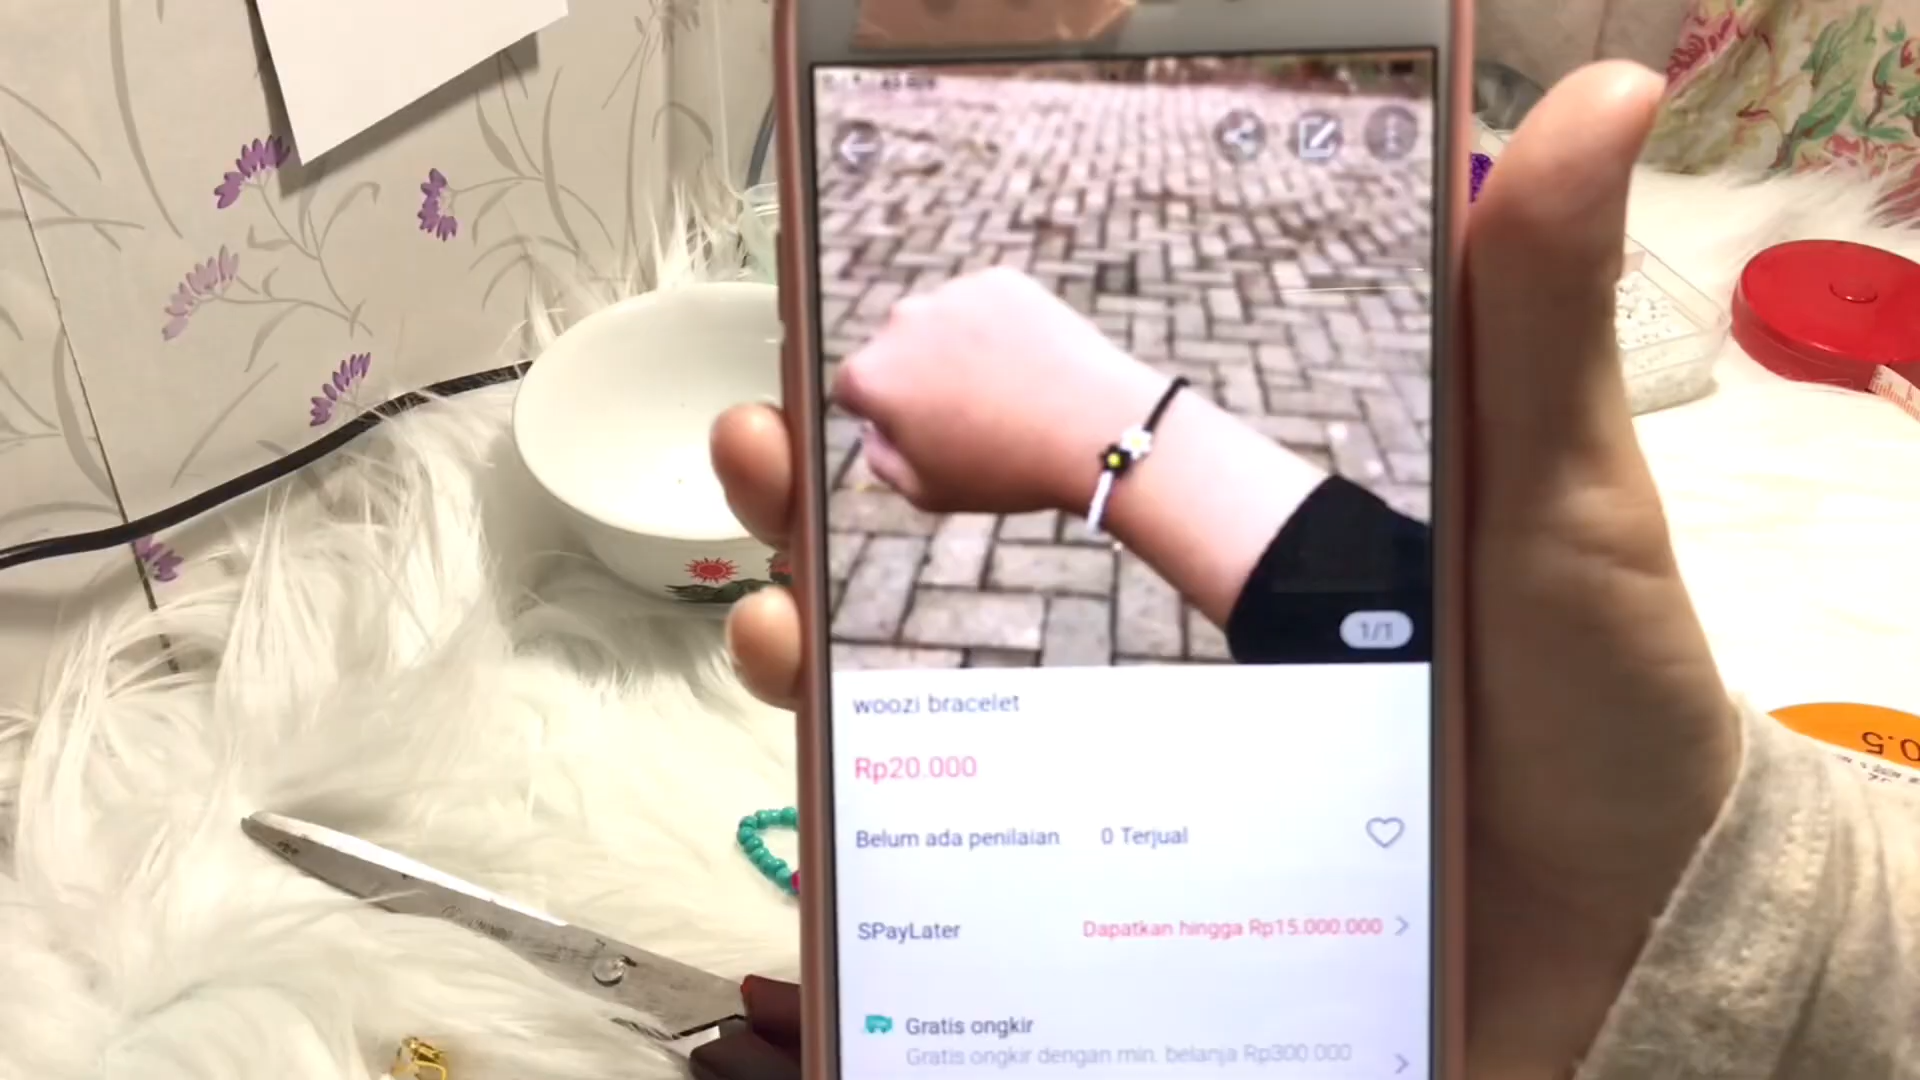 1/1
woozi bracelet
Rp20.000
Belum ada penilaian 0 Terjual
SPayLater Dapatkan hingga Rp15.000.000
Gratis ongkir
Gratis ongkir dengan min. belanja Rp300.000
0.5